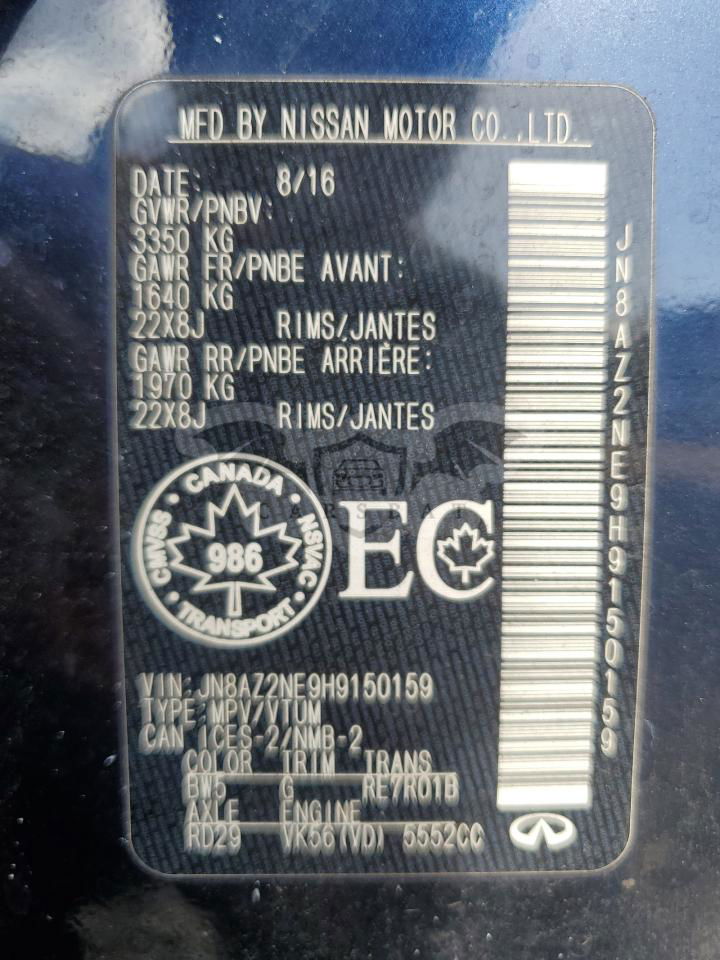 MFD BY NISSAN MOTOR CO.,LTD.
DATE: 8/16
GVWR/PNBV:
3350 KG
GAWR FR/PNBE AVANT:
1640 KG
22X8J RIMS/JANTES
GAWR RR/PNBE ARRIÈRE:
1970 KG
22X8J RIMS/JANTES
CANADA
CMVSS
NSVAC
986
TRANSPORT
EC
CARSBAT
VIN:JN8AZ2NE9H9150159
TYPE:MPV/VTUM
CAN ICES-2/NMB-2
COLOR TRIM TRANS
BW5 G RE7R01B
AXLE ENGINE
RD29 VK56(VD) 5552CC
JN8AZ2NE9H9150159